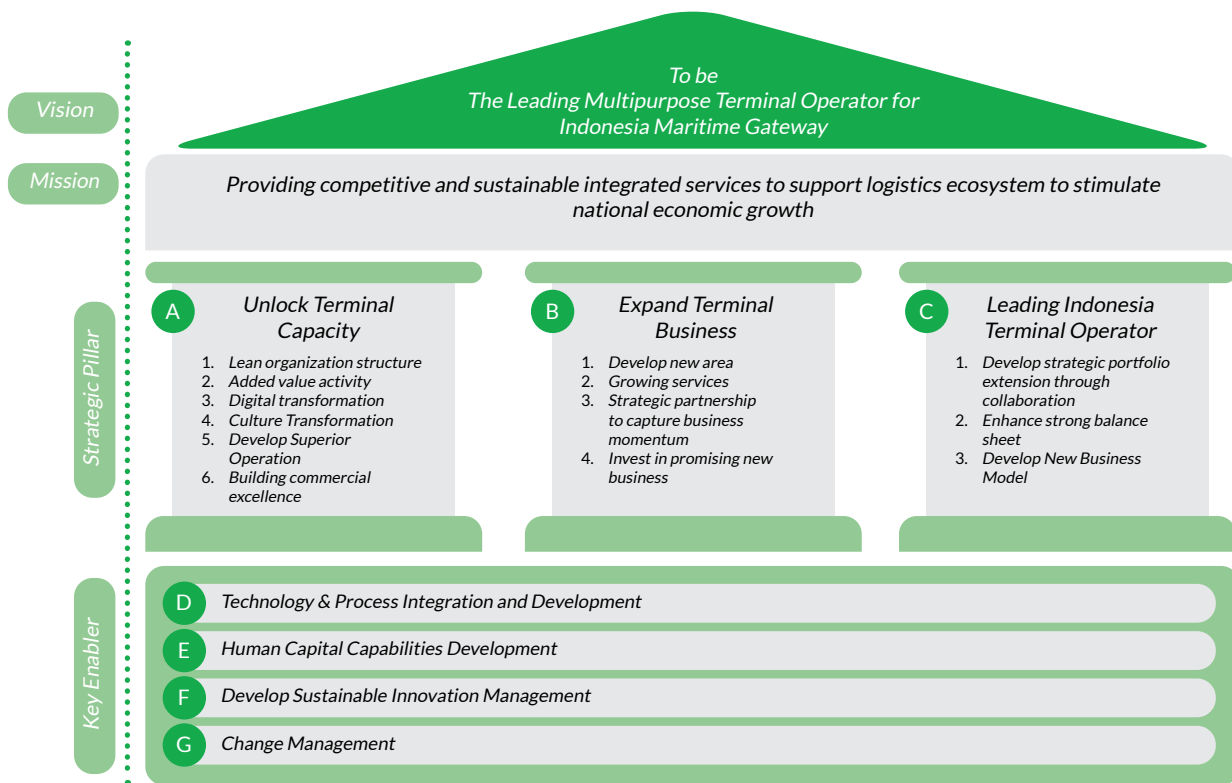 Vision
To be
The Leading Multipurpose Terminal Operator for
Indonesia Maritime Gateway
Mission
Providing competitive and sustainable integrated services to support logistics ecosystem to stimulate
national economic growth
Strategic Pillar
A
Unlock Terminal
Capacity
1. Lean organization structure
2. Added value activity
3. Digital transformation
4. Culture Transformation
5. Develop Superior
Operation
6. Building commercial
excellence
B
Expand Terminal
Business
1. Develop new area
2. Growing services
3. Strategic partnership
to capture business
momentum
4. Invest in promising new
business
C
Leading Indonesia
Terminal Operator
1. Develop strategic portfolio
extension through
collaboration
2. Enhance strong balance
sheet
3. Develop New Business
Model
Key Enabler
D Technology & Process Integration and Development
E Human Capital Capabilities Development
F Develop Sustainable Innovation Management
G Change Management